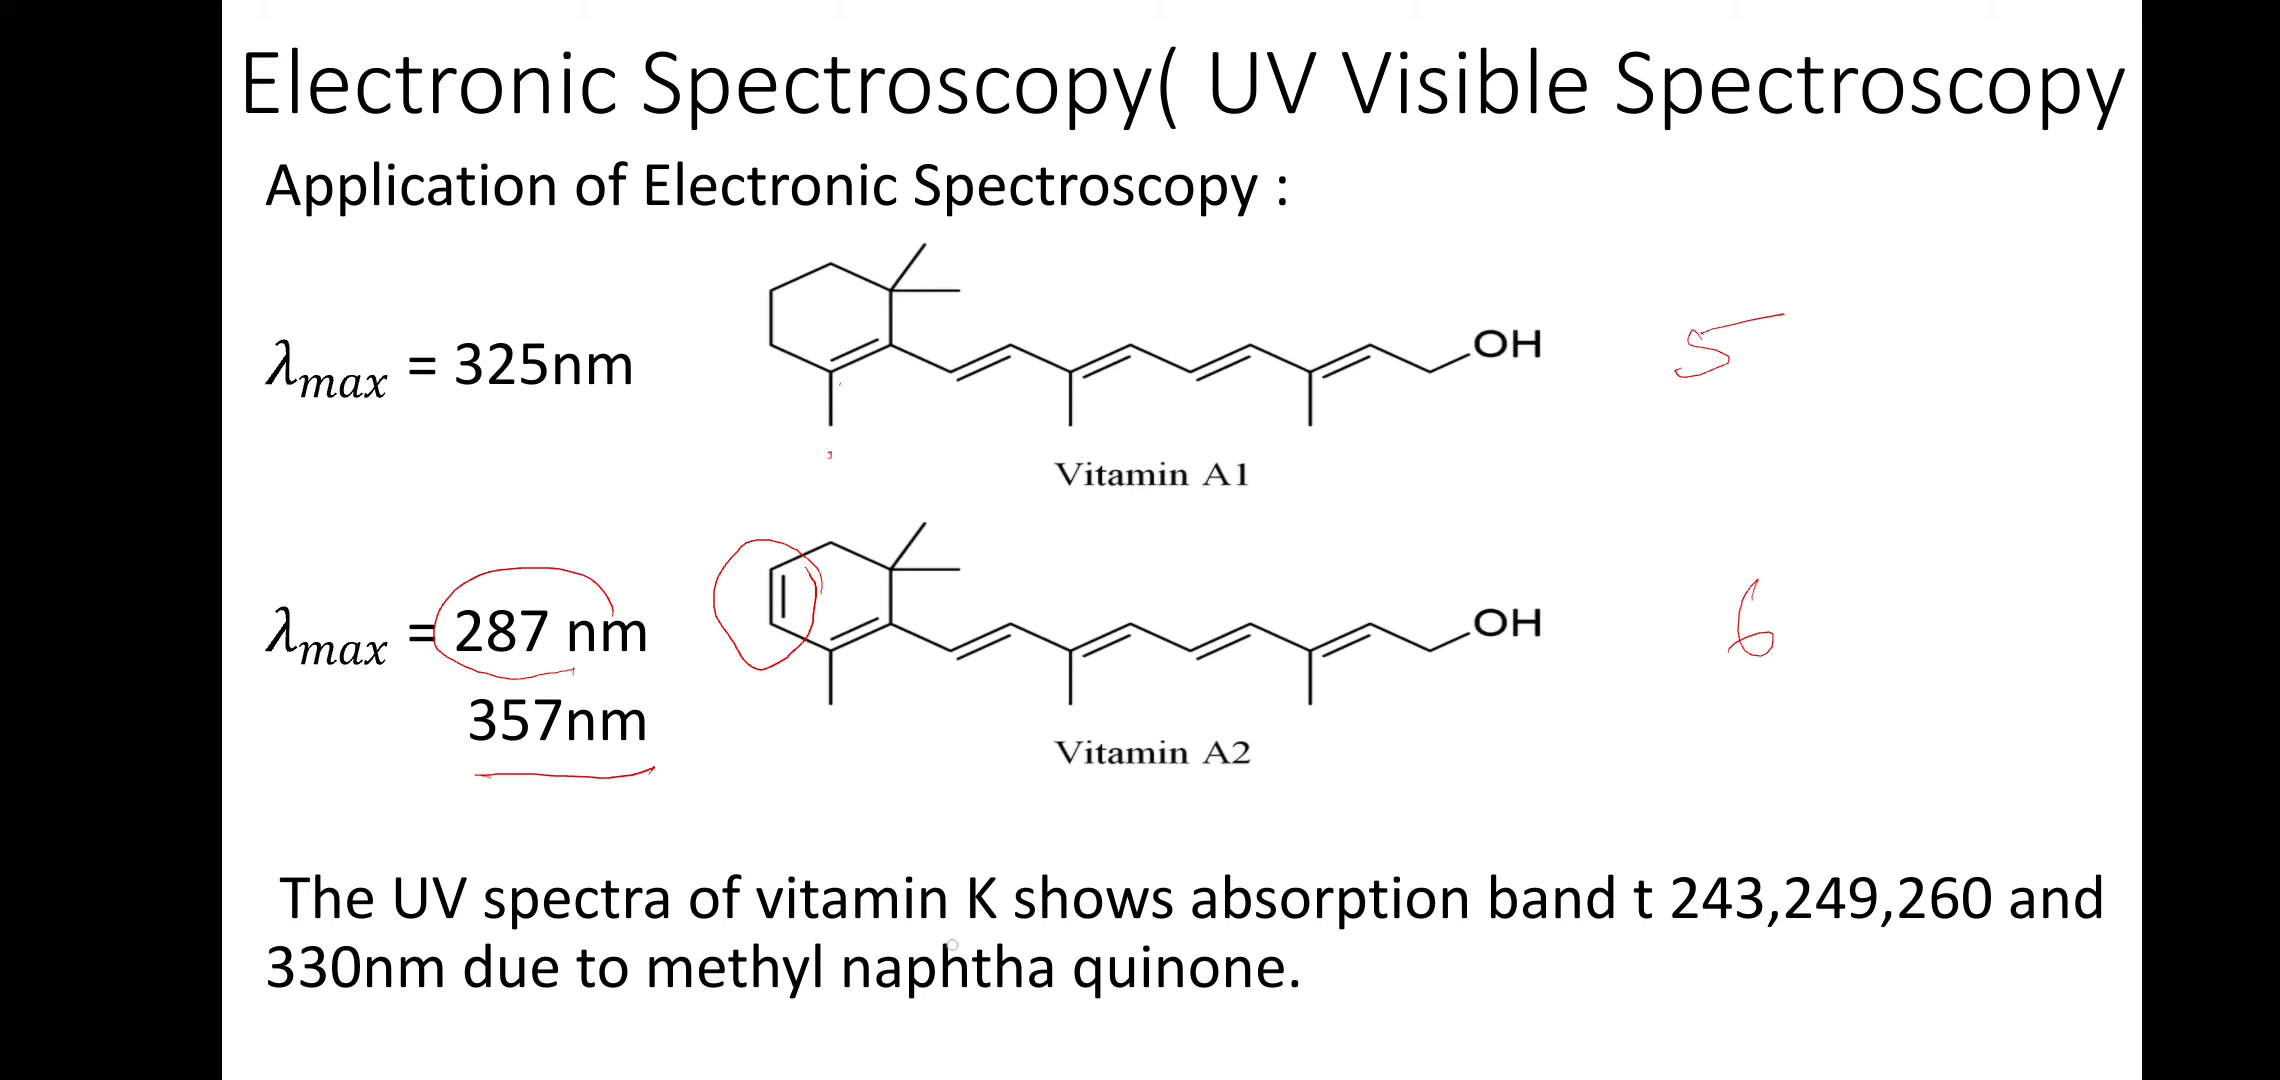 Electronic Spectroscopy( UV Visible Spectroscopy
Application of Electronic Spectroscopy :
λmax = 325nm
OH
5
Vitamin A1
λmax = 287 nm
OH
6
357nm
Vitamin A2
The UV spectra of vitamin K shows absorption band t 243,249,260 and
330nm due to methyl naphtha quinone.